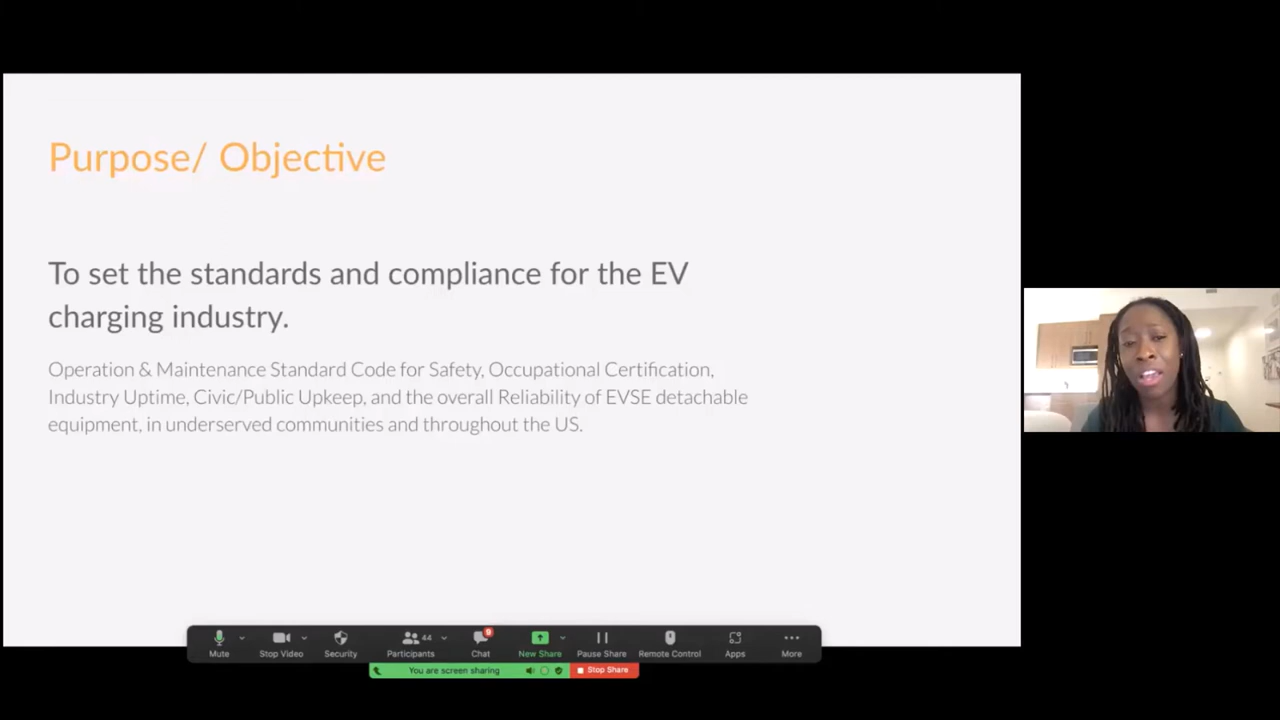 Purpose/ Objective
To set the standards and compliance for the EV
charging industry.
Operation & Maintenance Standard Code for Safety, Occupational Certification,
Industry Uptime, Civic/Public Upkeep, and the overall Reliability of EVSE detachable
equipment, in underserved communities and throughout the US.
44
9
Mute
Stop Video
Security
Participants
Chat
New Share
Pause Share
Remote Control
Apps
More
You are screen sharing
Stop Share